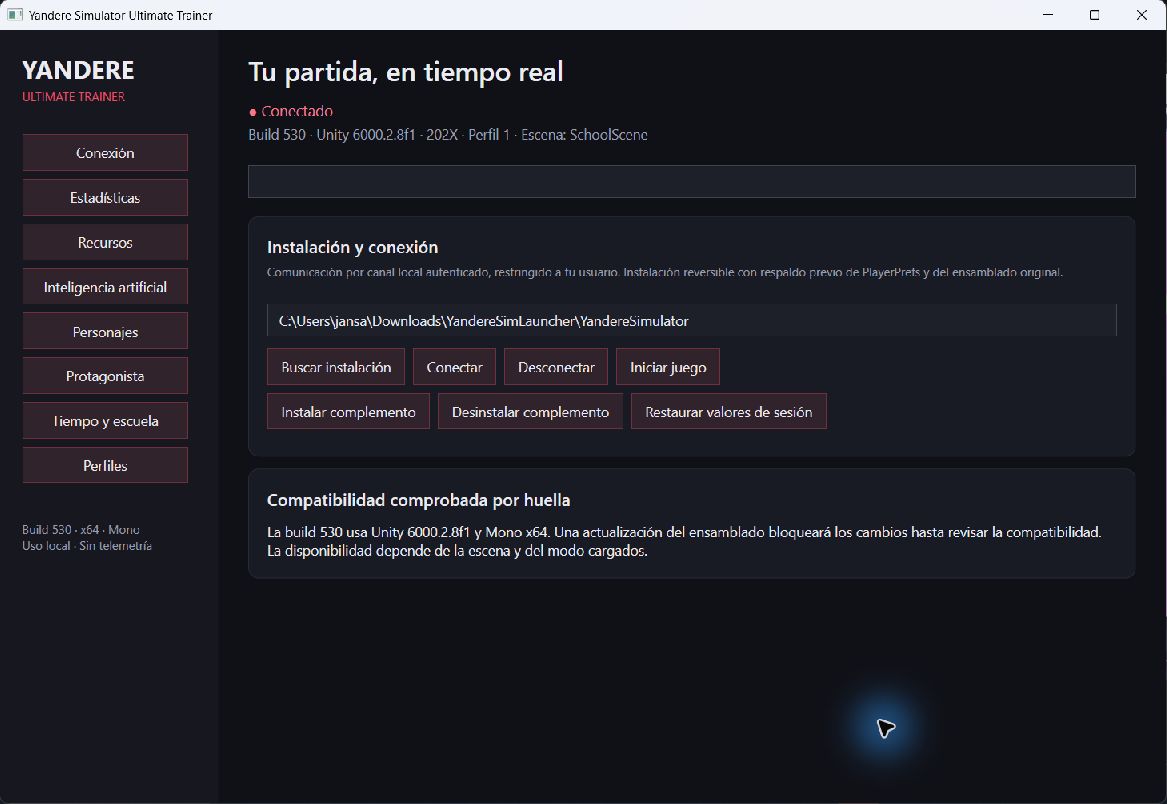 Yandere Simulator Ultimate Trainer
YANDERE
ULTIMATE TRAINER
Conexión
Estadísticas
Recursos
Inteligencia artificial
Personajes
Protagonista
Tiempo y escuela
Perfiles
Build 530 · x64 · Mono
Uso local · Sin telemetría
Tu partida, en tiempo real
● Conectado
Build 530 · Unity 6000.2.8f1 · 202X · Perfil 1 · Escena: SchoolScene
Instalación y conexión
Comunicación por canal local autenticado, restringido a tu usuario. Instalación reversible con respaldo previo de PlayerPrefs y del ensamblado original.
C:\Users\jansa\Downloads\YandereSimLauncher\YandereSimulator
Buscar instalación
Conectar
Desconectar
Iniciar juego
Instalar complemento
Desinstalar complemento
Restaurar valores de sesión
Compatibilidad comprobada por huella
La build 530 usa Unity 6000.2.8f1 y Mono x64. Una actualización del ensamblado bloqueará los cambios hasta revisar la compatibilidad.
La disponibilidad depende de la escena y del modo cargados.